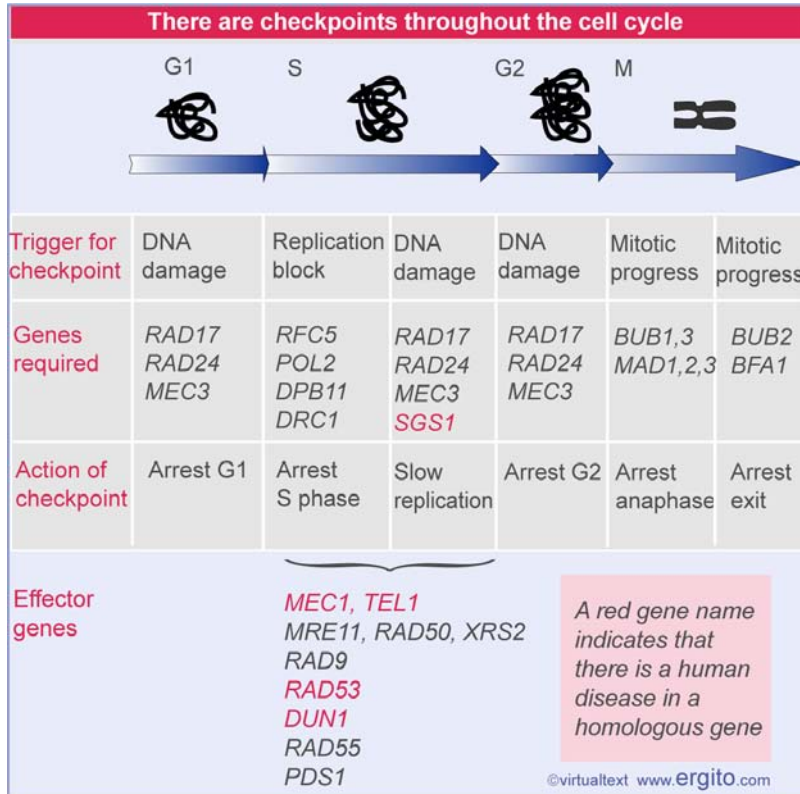 There are checkpoints throughout the cell cycle
G1 S G2 M
Trigger for checkpoint
DNA damage
Replication block
DNA damage
DNA damage
Mitotic progress
Mitotic progress
Genes required
RAD17
RAD24
MEC3
RFC5
POL2
DPB11
DRC1
RAD17
RAD24
MEC3
SGS1
RAD17
RAD24
MEC3
BUB1,3
MAD1,2,3
BUB2
BFA1
Action of checkpoint
Arrest G1
Arrest S phase
Slow replication
Arrest G2
Arrest anaphase
Arrest exit
Effector genes
MEC1, TEL1
MRE11, RAD50, XRS2
RAD9
RAD53
DUN1
RAD55
PDS1
A red gene name
indicates that
there is a human
disease in a
homologous gene
©virtualtext www.ergito.com